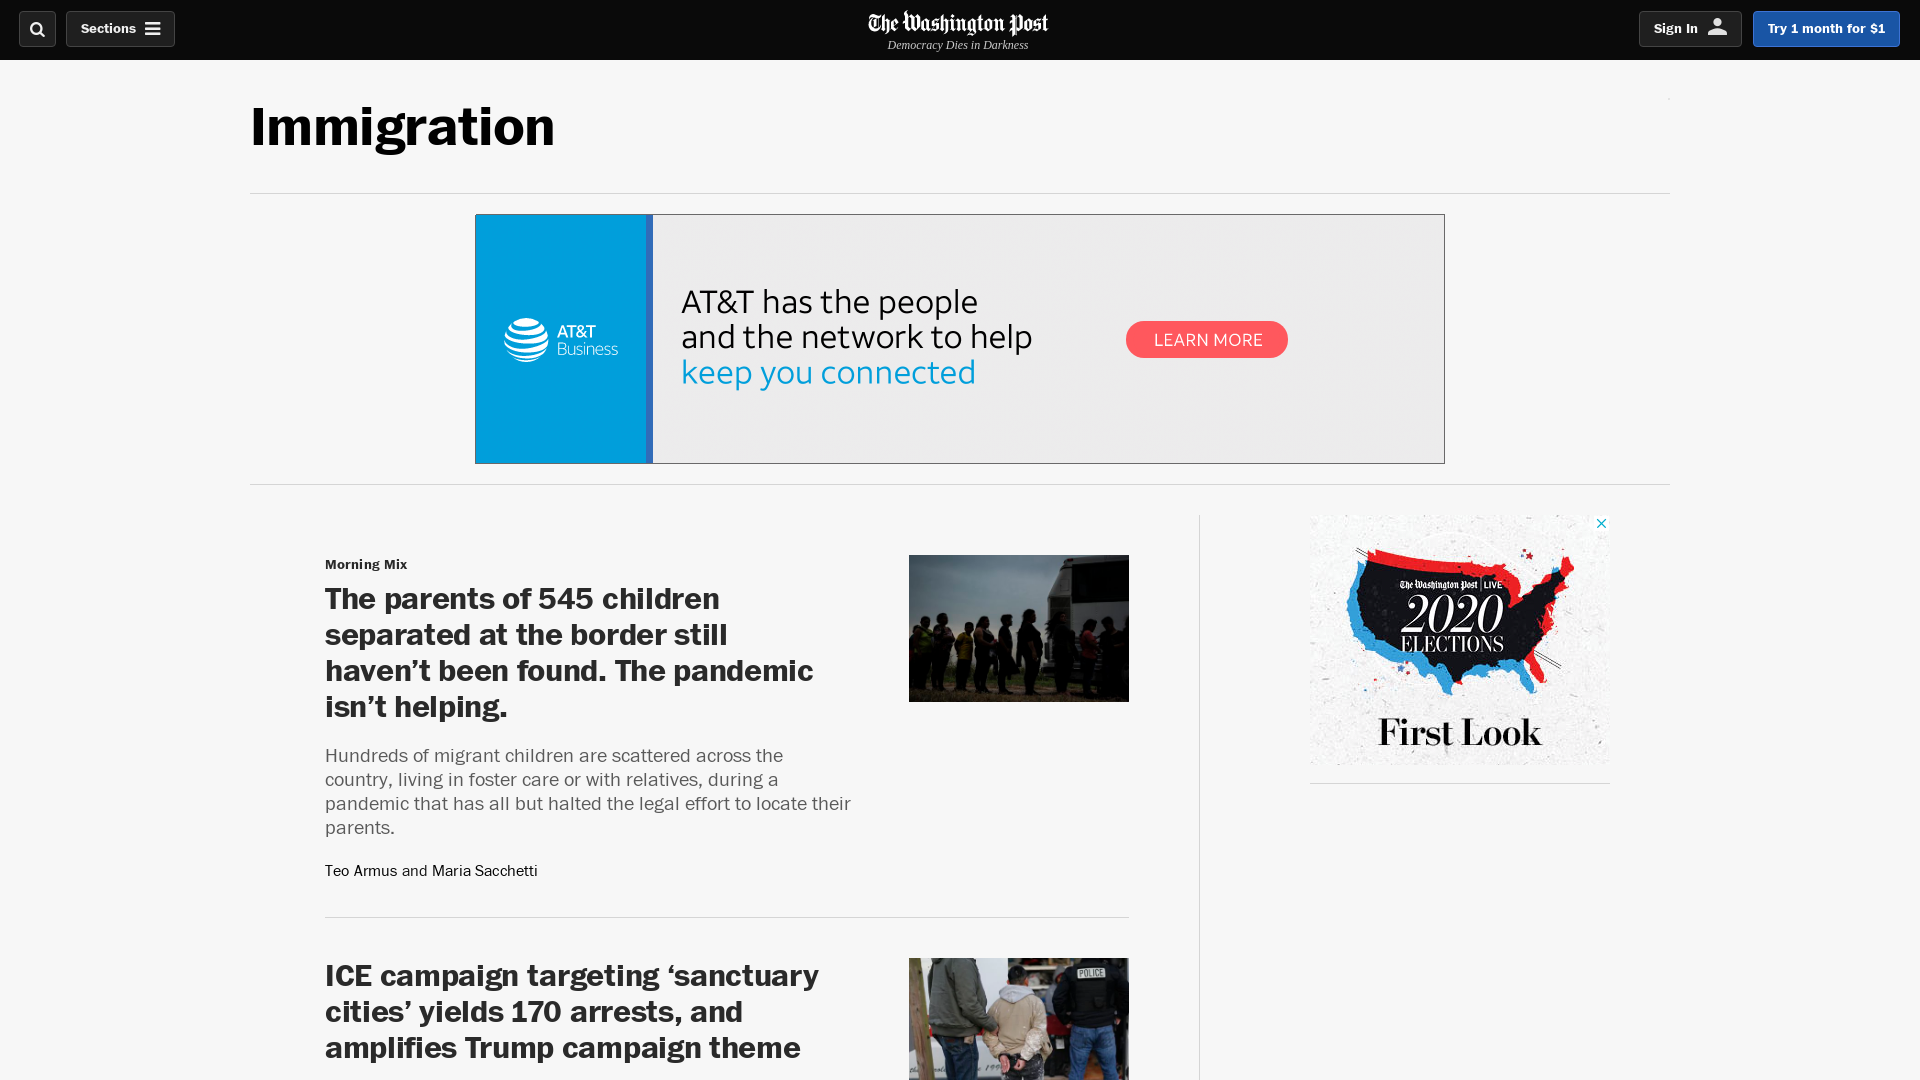 Sections
The Washington Post
Democracy Dies in Darkness
Sign In
Try 1 month for $1
Immigration
AT&T
Business
AT&T has the people
and the network to help
keep you connected
LEARN MORE
Morning Mix
The parents of 545 children
separated at the border still
haven’t been found. The pandemic
isn’t helping.
Hundreds of migrant children are scattered across the
country, living in foster care or with relatives, during a
pandemic that has all but halted the legal effort to locate their
parents.
Teo Armus and Maria Sacchetti
The Washington Post LIVE
2020
ELECTIONS
First Look
ICE campaign targeting ‘sanctuary
cities’ yields 170 arrests, and
amplifies Trump campaign theme
POLICE